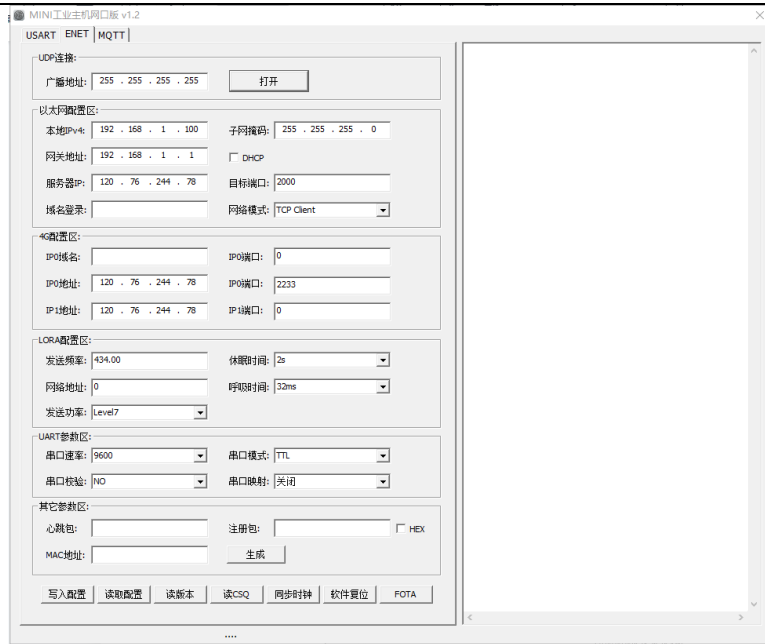 MINI工业主机网口版 v1.2
USART ENET MQTT
UDP连接:
广播地址: 255 . 255 . 255 . 255 打开
以太网配置区:
本地IPv4: 192 . 168 . 1 . 100 子网掩码: 255 . 255 . 255 . 0
网关地址: 192 . 168 . 1 . 1 DHCP
服务器IP: 120 . 76 . 244 . 78 目标端口: 2000
域名登录: 网络模式: TCP Client
4G配置区:
IP0域名: IP0端口: 0
IP0地址: 120 . 76 . 244 . 78 IP0端口: 2233
IP1地址: 120 . 76 . 244 . 78 IP1端口: 0
LORA配置区:
发送频率: 434.00 休眠时间: 2s
网络地址: 0 呼吸时间: 32ms
发送功率: Level7
UART参数区:
串口速率: 9600 串口模式: TTL
串口校验: NO 串口映射: 关闭
其它参数区:
心跳包: 注册包: HEX
MAC地址: 生成
写入配置 读取配置 读版本 读CSQ 同步时钟 软件复位 FOTA
....